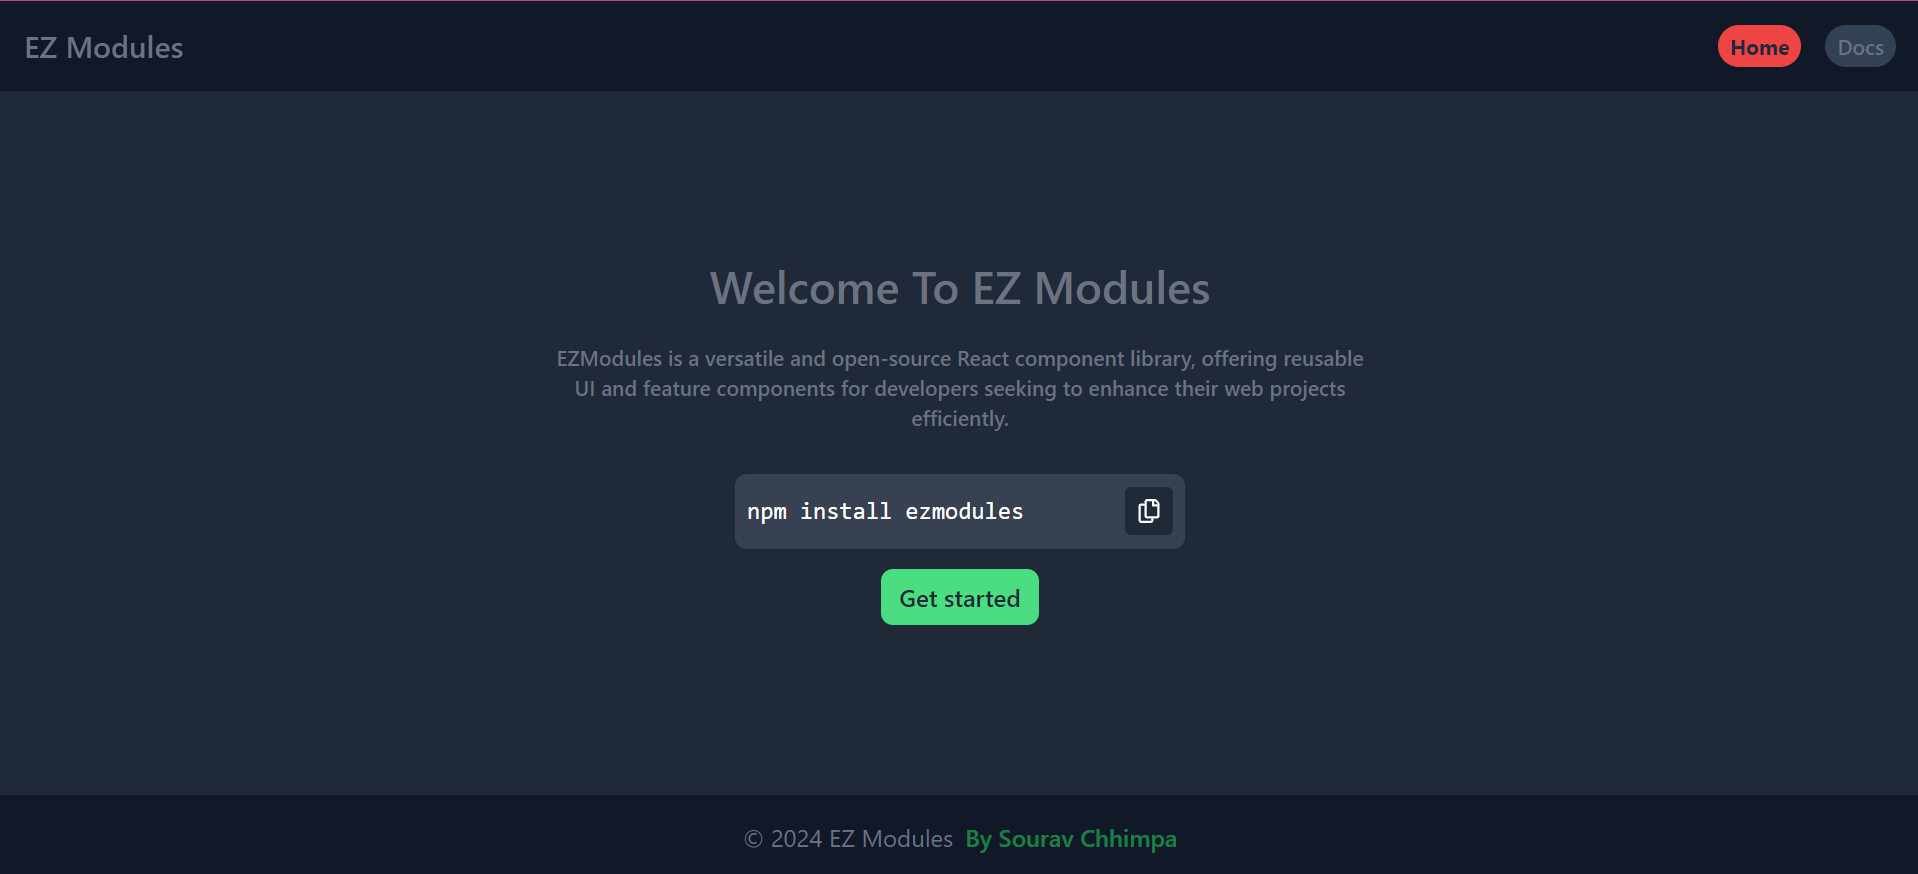 EZ Modules
Home
Docs
Welcome To EZ Modules
EZModules is a versatile and open-source React component library, offering reusable
UI and feature components for developers seeking to enhance their web projects
efficiently.
npm install ezmodules
Get started
© 2024 EZ Modules By Sourav Chhimpa